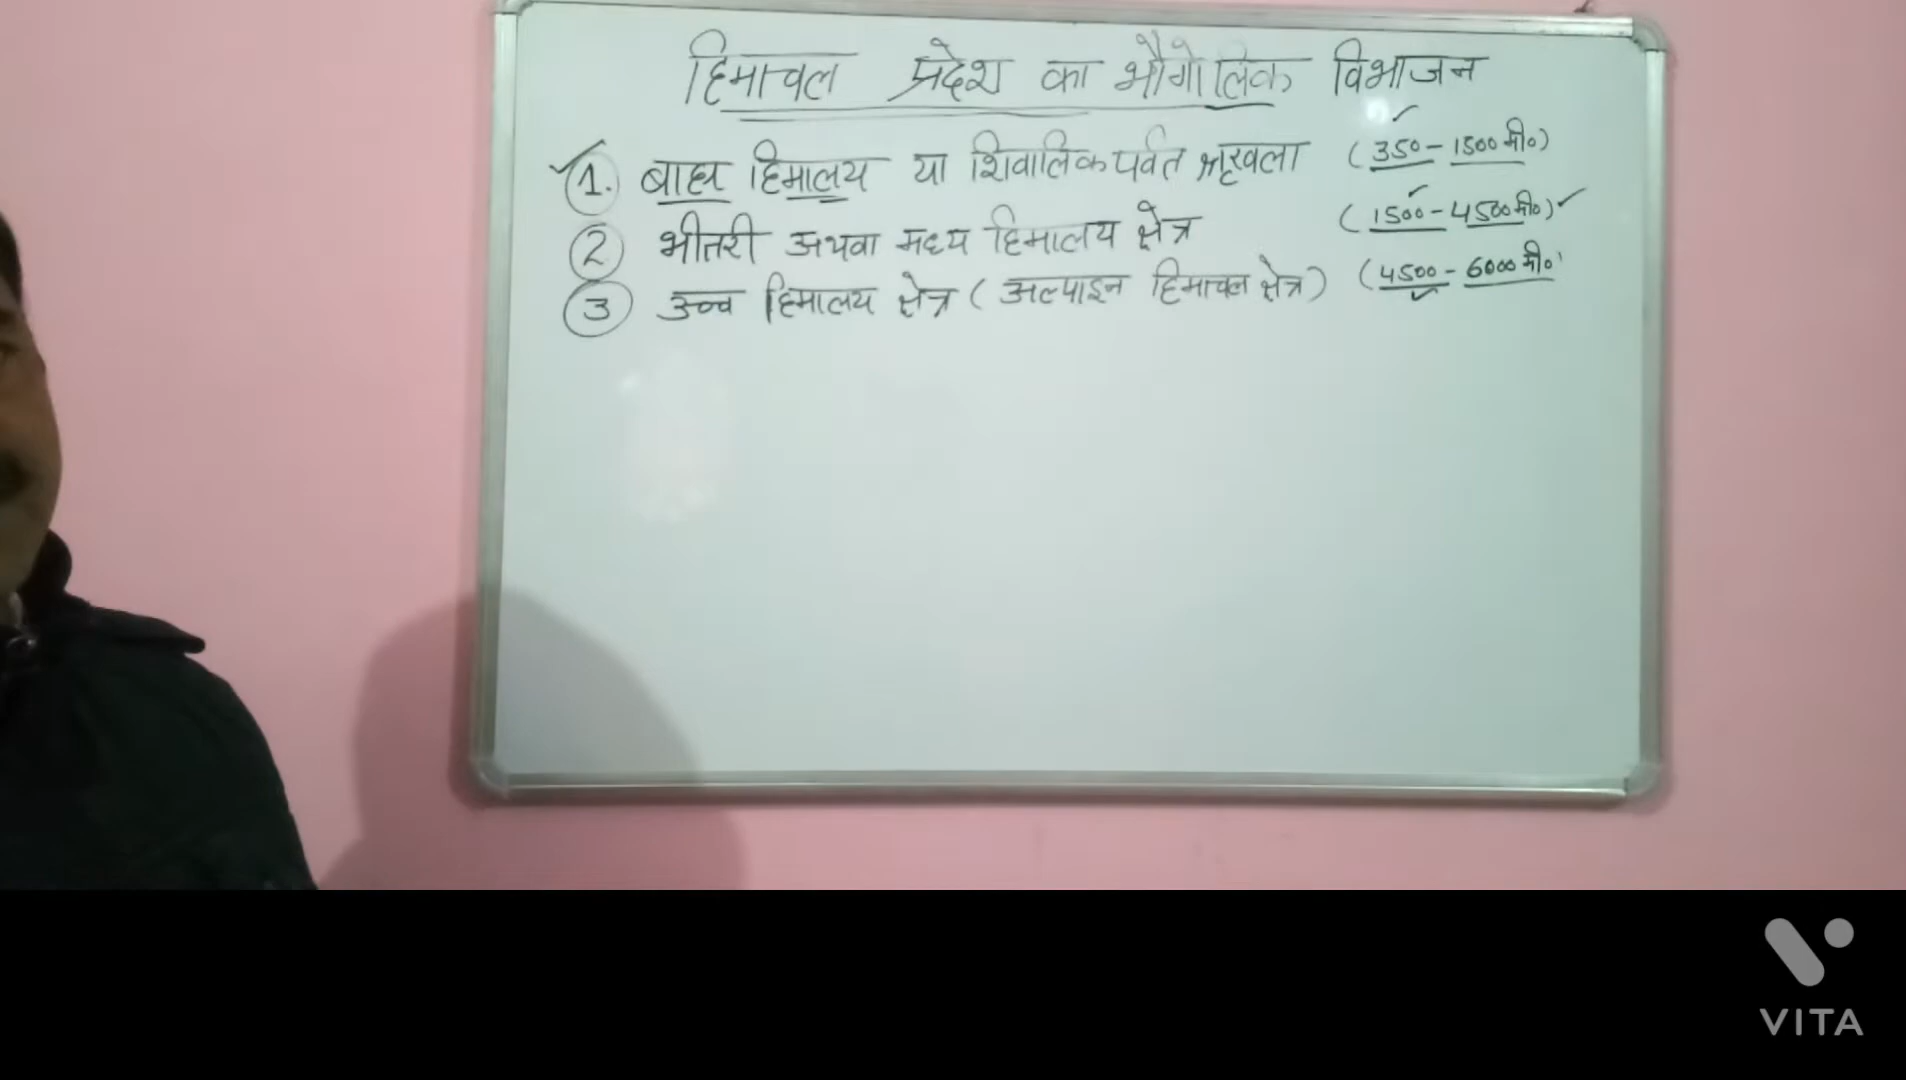 हिमाचल प्रदेश का भौगोलिक विभाजन
1. बाह्य हिमालय या शिवालिक पर्वत श्रृखला (350 - 1500 मी०)
2 भीतरी अथवा मध्य हिमालय क्षेत्र (1500 - 4500 मी०)
3 उच्च हिमालय क्षेत्र ( अल्पाइन हिमाचल क्षेत्र ) (4500 - 6000 मी०
VITA